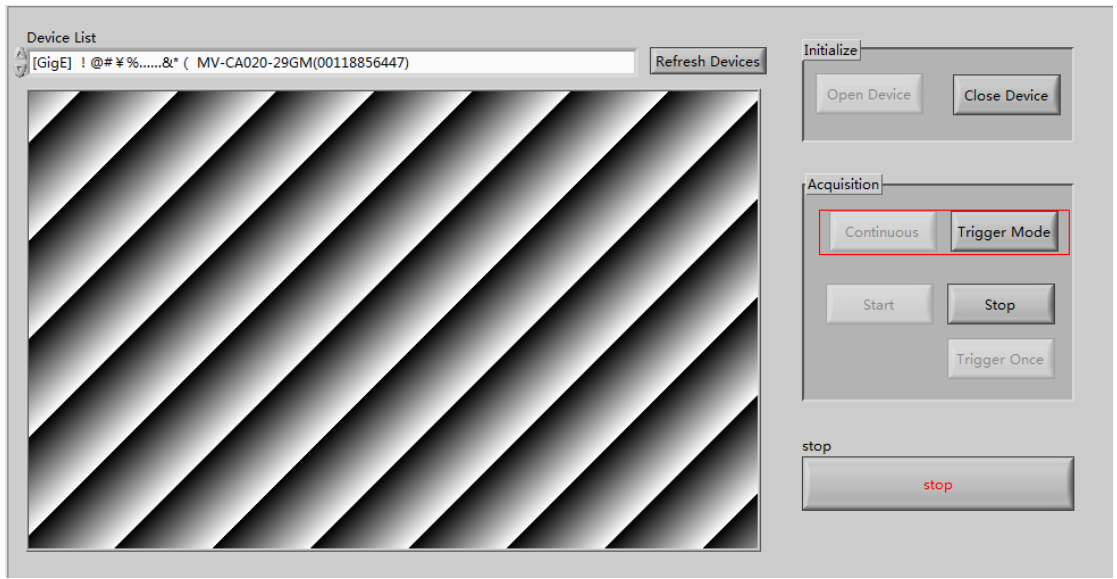 Device List
[GigE] ！@#￥%……&*（ MV-CA020-29GM(00118856447)
Refresh Devices
Initialize
Open Device
Close Device
Acquisition
Continuous
Trigger Mode
Start
Stop
Trigger Once
stop
stop